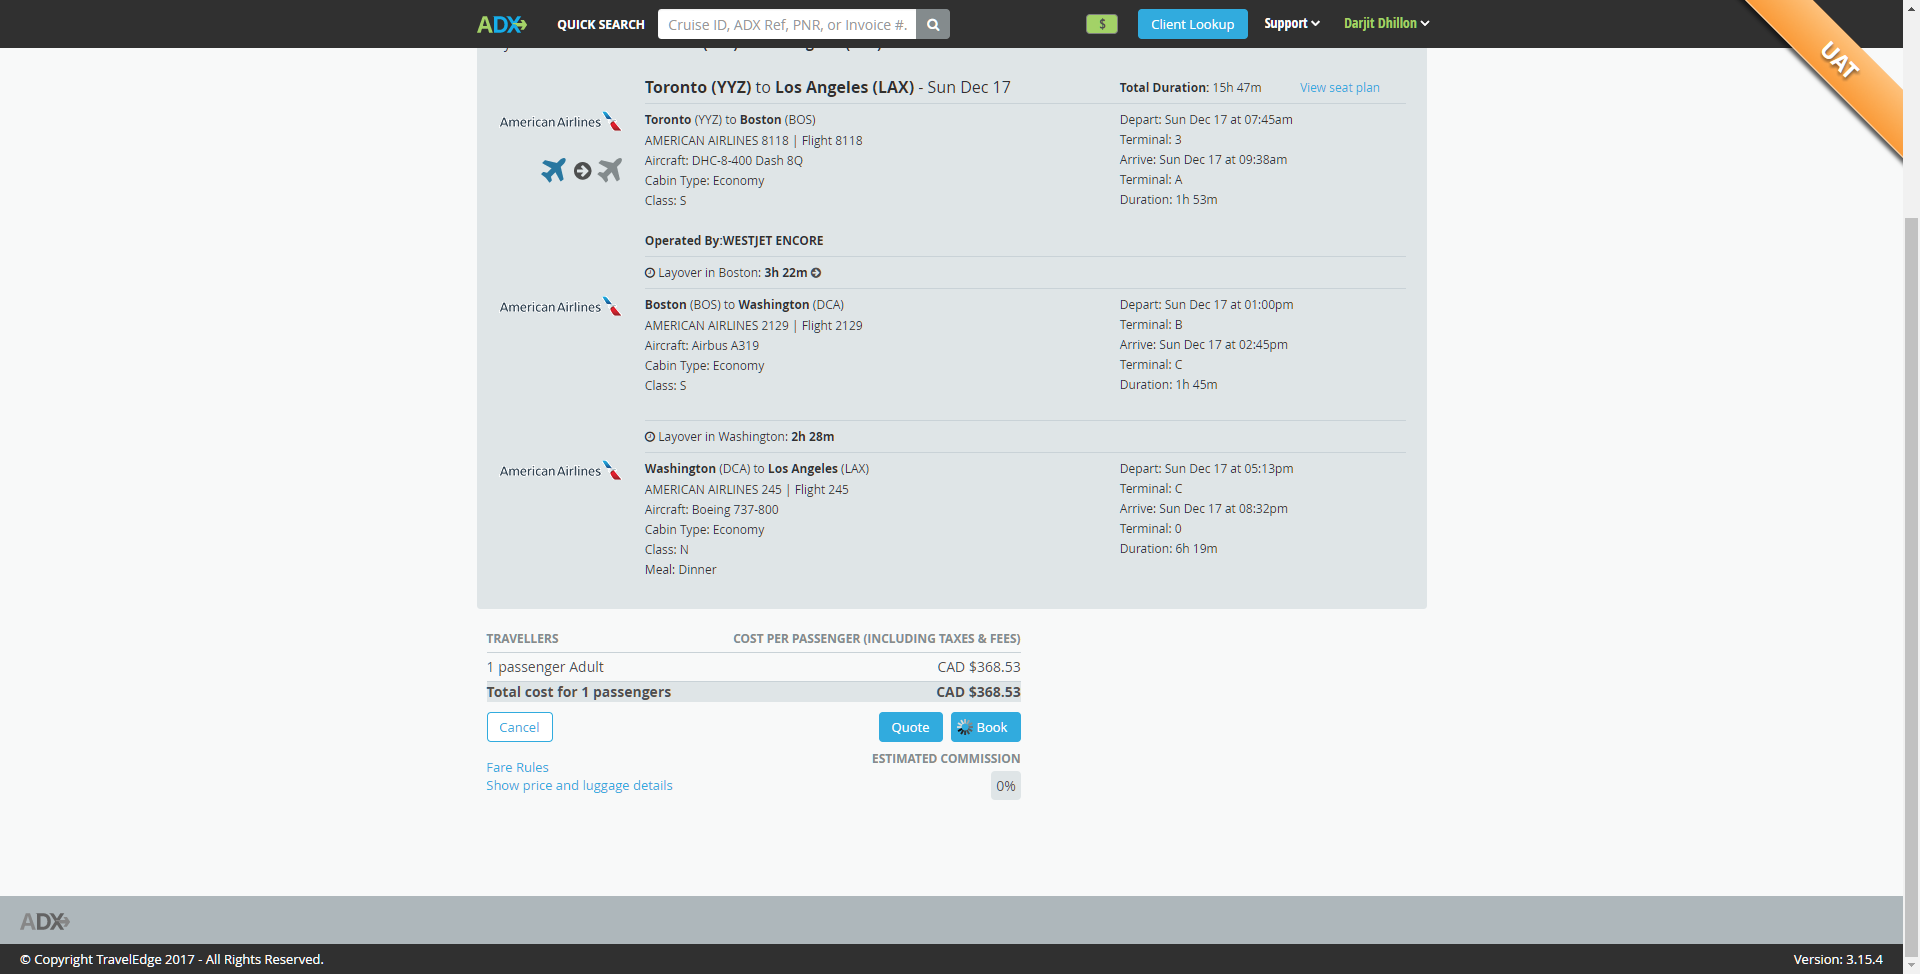 ADX
QUICK SEARCH
Cruise ID, ADX Ref, PNR, or Invoice #.
$
Client Lookup
Support
Darjit Dhillon
UAT
Toronto (YYZ) to Los Angeles (LAX) - Sun Dec 17
Total Duration: 15h 47m
View seat plan
American Airlines
Toronto (YYZ) to Boston (BOS)
AMERICAN AIRLINES 8118 | Flight 8118
Aircraft: DHC-8-400 Dash 8Q
Cabin Type: Economy
Class: S
Depart: Sun Dec 17 at 07:45am
Terminal: 3
Arrive: Sun Dec 17 at 09:38am
Terminal: A
Duration: 1h 53m
Operated By:WESTJET ENCORE
Layover in Boston: 3h 22m
American Airlines
Boston (BOS) to Washington (DCA)
AMERICAN AIRLINES 2129 | Flight 2129
Aircraft: Airbus A319
Cabin Type: Economy
Class: S
Depart: Sun Dec 17 at 01:00pm
Terminal: B
Arrive: Sun Dec 17 at 02:45pm
Terminal: C
Duration: 1h 45m
Layover in Washington: 2h 28m
American Airlines
Washington (DCA) to Los Angeles (LAX)
AMERICAN AIRLINES 245 | Flight 245
Aircraft: Boeing 737-800
Cabin Type: Economy
Class: N
Meal: Dinner
Depart: Sun Dec 17 at 05:13pm
Terminal: C
Arrive: Sun Dec 17 at 08:32pm
Terminal: 0
Duration: 6h 19m
TRAVELLERS
COST PER PASSENGER (INCLUDING TAXES & FEES)
1 passenger Adult
CAD $368.53
Total cost for 1 passengers
CAD $368.53
Cancel
Quote
Book
ESTIMATED COMMISSION
0%
Fare Rules
Show price and luggage details
ADX
© Copyright TravelEdge 2017 - All Rights Reserved.
Version: 3.15.4